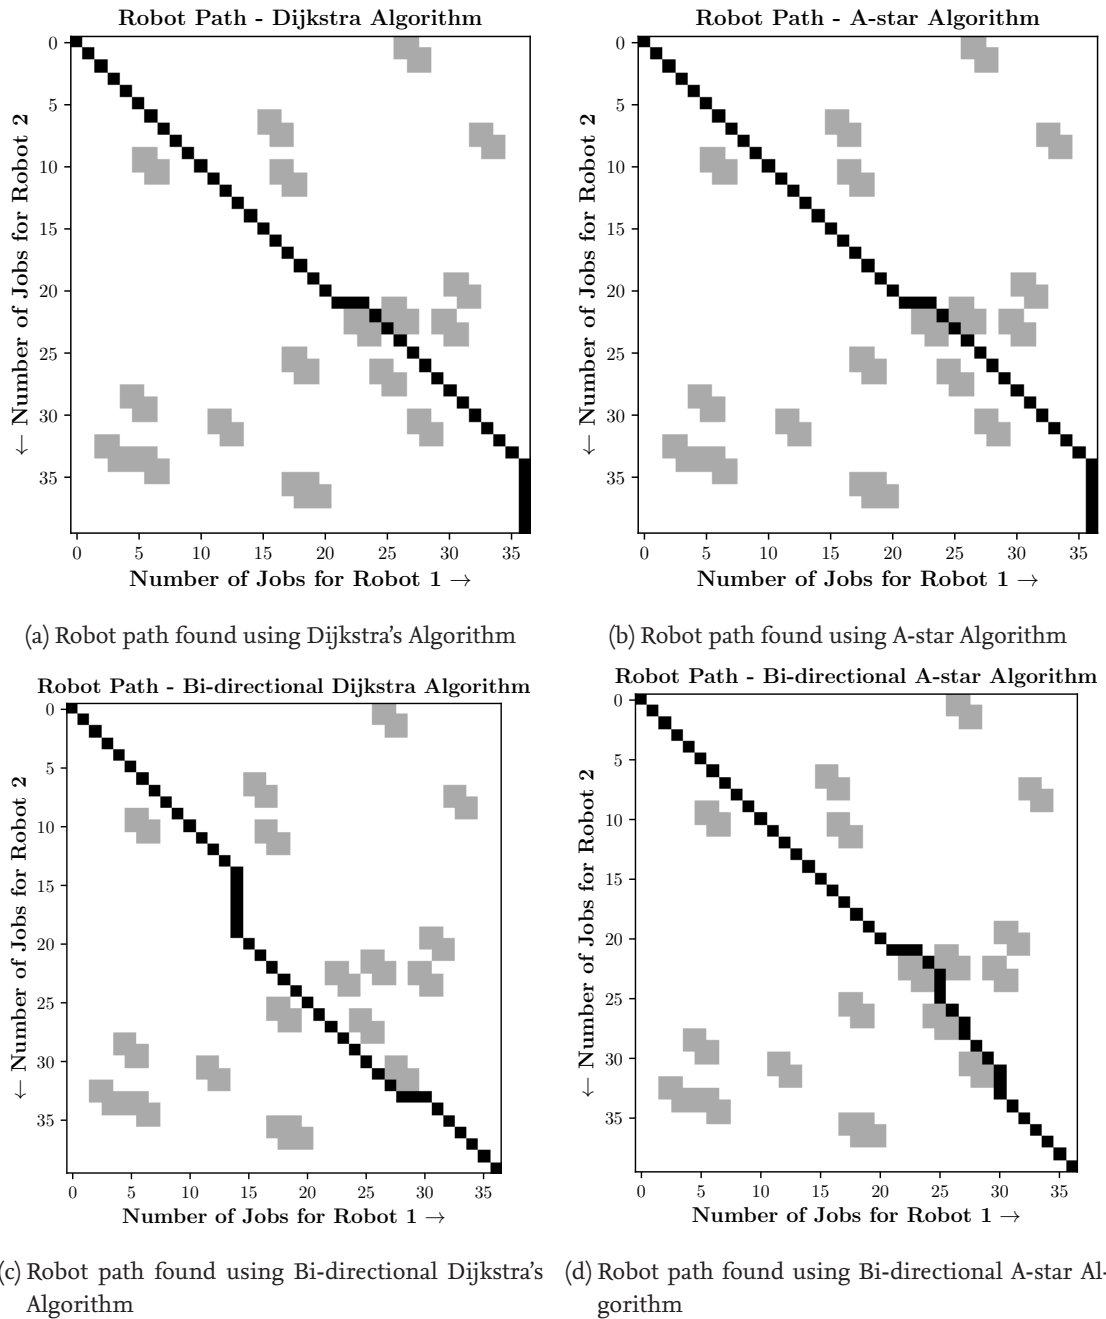 Robot Path - Dijkstra Algorithm
0
5
10
15
20
25
30
35
← Number of Jobs for Robot 2
0 5 10 15 20 25 30 35
Number of Jobs for Robot 1 →
(a) Robot path found using Dijkstra's Algorithm
Robot Path - A-star Algorithm
0
5
10
15
20
25
30
35
← Number of Jobs for Robot 2
0 5 10 15 20 25 30 35
Number of Jobs for Robot 1 →
(b) Robot path found using A-star Algorithm
Robot Path - Bi-directional Dijkstra Algorithm
0
5
10
15
20
25
30
35
← Number of Jobs for Robot 2
0 5 10 15 20 25 30 35
Number of Jobs for Robot 1 →
(c) Robot path found using Bi-directional Dijkstra's
Algorithm
Robot Path - Bi-directional A-star Algorithm
0
5
10
15
20
25
30
35
← Number of Jobs for Robot 2
0 5 10 15 20 25 30 35
Number of Jobs for Robot 1 →
(d) Robot path found using Bi-directional A-star Al-
gorithm